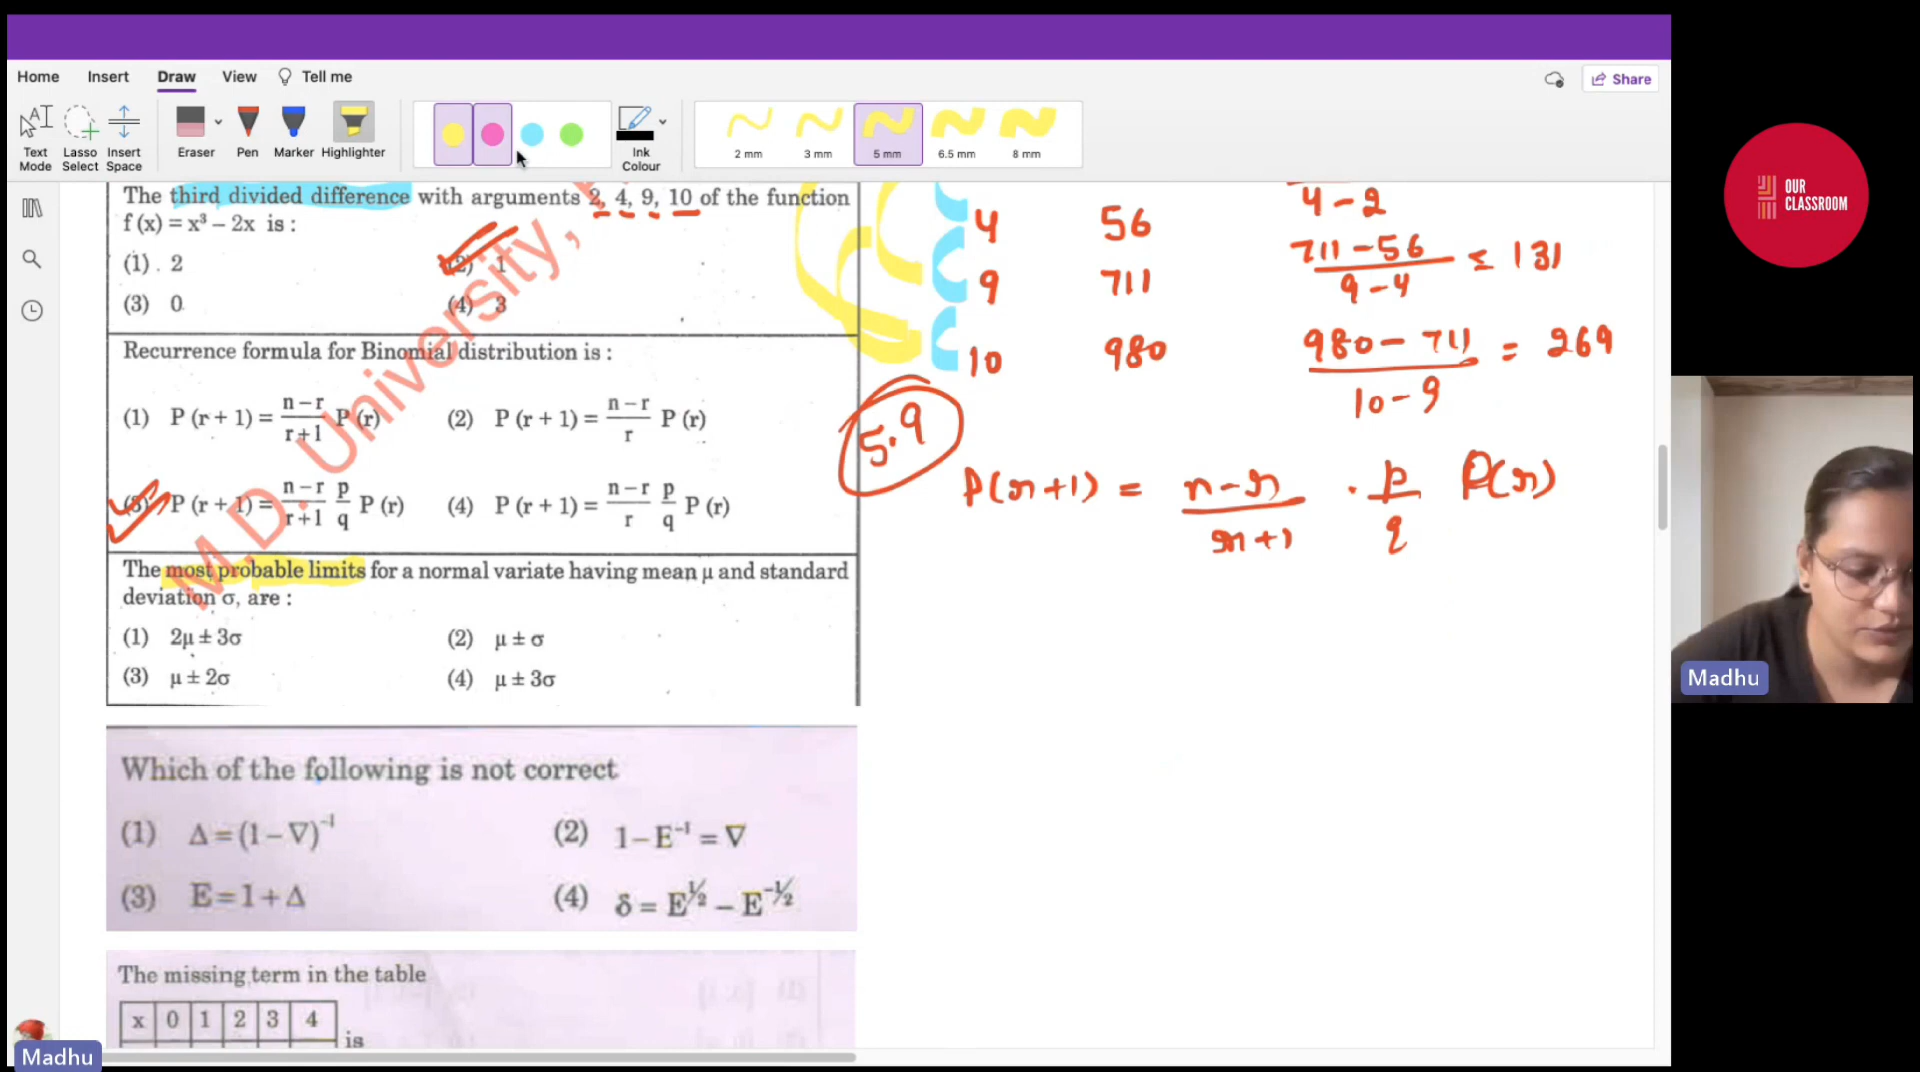 Home Insert Draw View Tell me
Share
Text Mode
Lasso Select
Insert Space
Eraser
Pen
Marker
Highlighter
Ink Colour
2 mm
3 mm
5 mm
6.5 mm
8 mm
OUR CLASSROOM
The third divided difference with arguments 2, 4, 9, 10 of the function
f (x) = x³ – 2x is :
(1) . 2 (2) 1
(3) 0 (4) 3
Recurrence formula for Binomial distribution is :
(1) P (r + 1) = n – r / r + 1 P (r) (2) P (r + 1) = n – r / r P (r)
(3) P (r + 1) = n – r / r + 1 p / q P (r) (4) P (r + 1) = n – r / r p / q P (r)
The most probable limits for a normal variate having mean μ and standard
deviation σ, are :
(1) 2μ ± 3σ (2) μ ± σ
(3) μ ± 2σ (4) μ ± 3σ
M.D. University,
4 - 2
4 56
711 - 56 / 9 - 4 = 131
9 711
10 980
980 - 711 / 10 - 9 = 269
5.9
P(r+1) = n-r / r+1 . p / q P(r)
Which of the following is not correct
(1) Δ = (1 – ∇)⁻¹ (2) 1 – E⁻¹ = ∇
(3) E = 1 + Δ (4) δ = E^½ – E^-½
The missing term in the table
x 0 1 2 3 4
is
Madhu
Madhu